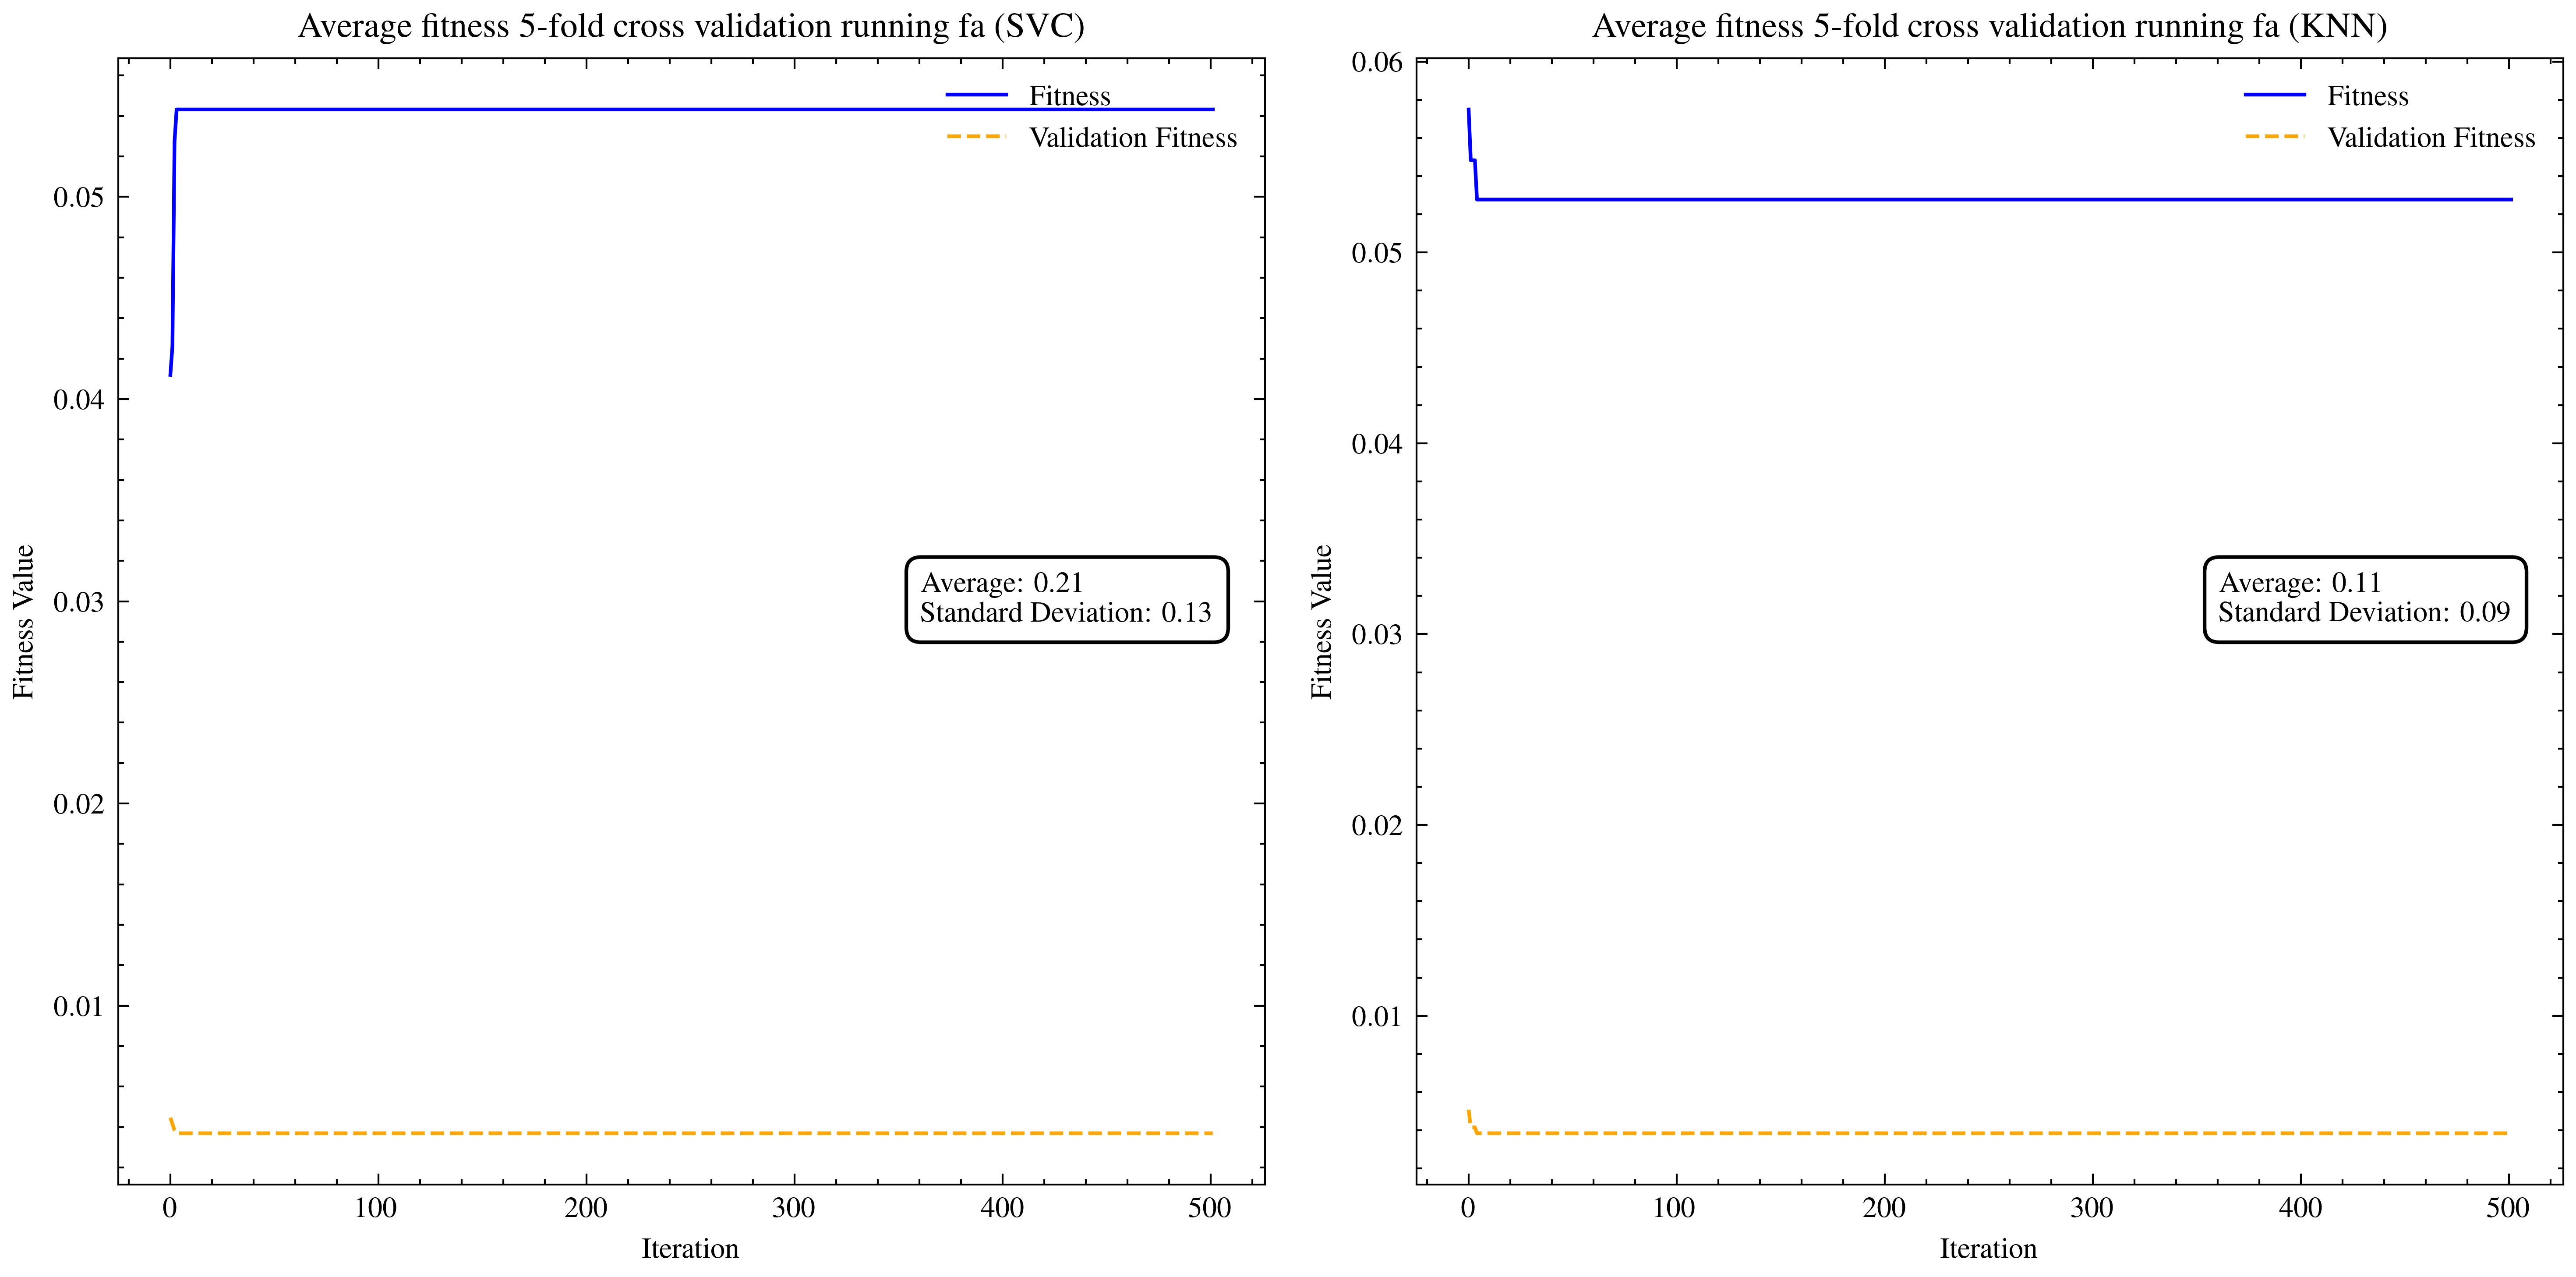 Average fitness 5-fold cross validation running fa (SVC)
Fitness
Validation Fitness
0.05
0.04
0.03
0.02
0.01
Fitness Value
Average: 0.21
Standard Deviation: 0.13
0
100
200
300
400
500
Iteration
Average fitness 5-fold cross validation running fa (KNN)
Fitness
Validation Fitness
0.06
0.05
0.04
0.03
0.02
0.01
Fitness Value
Average: 0.11
Standard Deviation: 0.09
0
100
200
300
400
500
Iteration